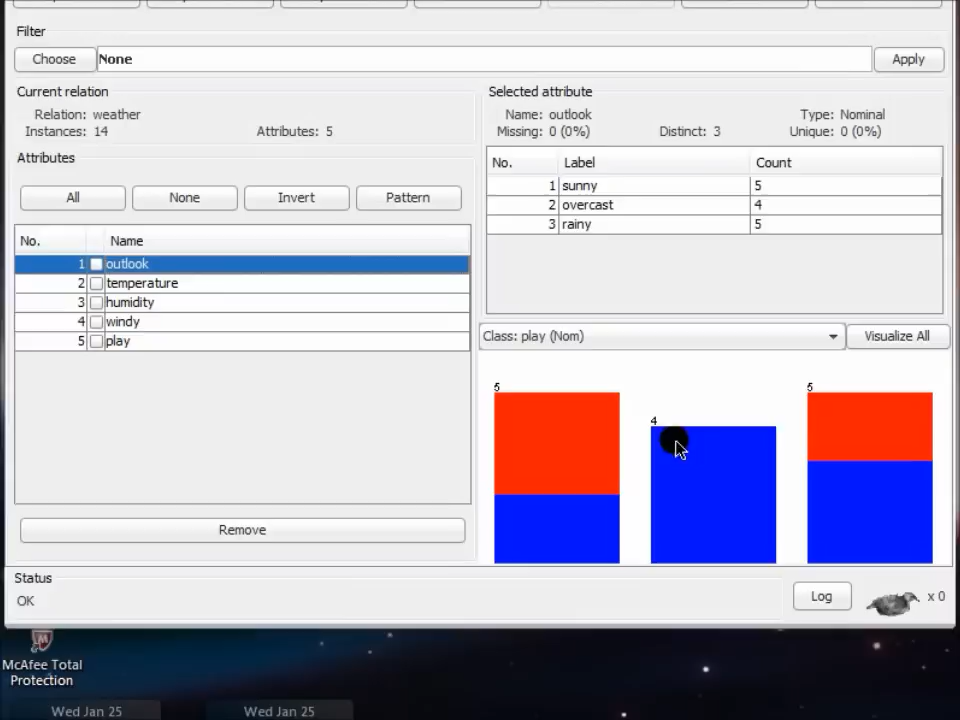 Filter
Choose None Apply
Current relation
Relation: weather
Instances: 14 Attributes: 5
Selected attribute
Name: outlook Type: Nominal
Missing: 0 (0%) Distinct: 3 Unique: 0 (0%)
Attributes
All None Invert Pattern
No. Name
1 outlook
2 temperature
3 humidity
4 windy
5 play
Remove
No. Label Count
1 sunny 5
2 overcast 4
3 rainy 5
Class: play (Nom) Visualize All
5 4 5
Status
OK
Log x 0
McAfee Total
Protection
Wed Jan 25 Wed Jan 25